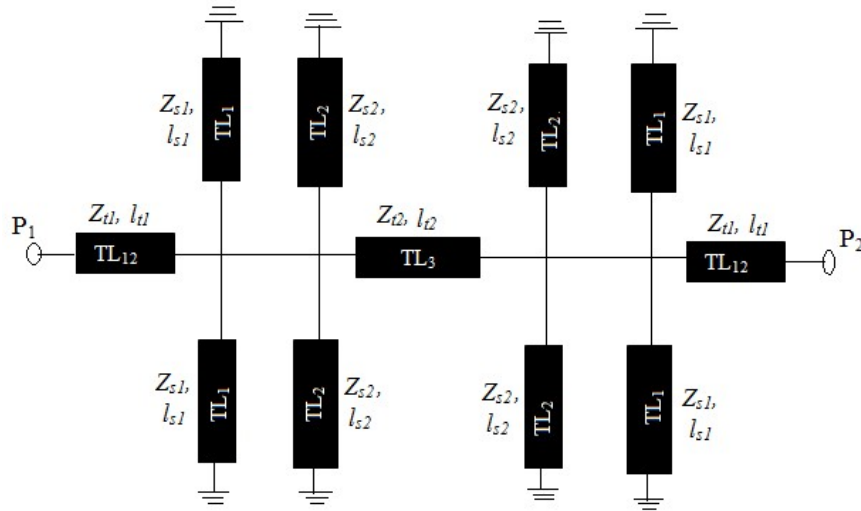 Zs1, ls1
TL1
TL2
Zs2, ls2
Zs2, ls2
TL2.
TL1
Zs1, ls1
P1
Zt1, lt1
TL12
Zt2, lt2
TL3
Zt1, lt1
TL12
P2
Zs1, ls1
TL1
TL2
Zs2, ls2
Zs2, ls2
TL2
TL1
Zs1, ls1